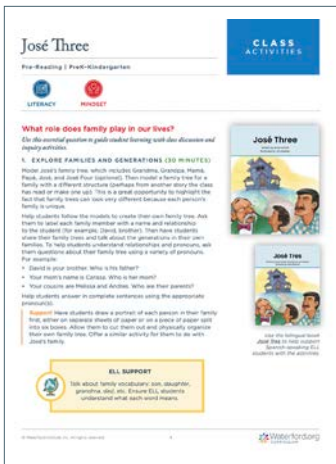 José Three
CLASS
ACTIVITIES
Pre-Reading | PreK-Kindergarten
LITERACY
MINDSET
What role does family play in our lives?
Use this essential question to guide student learning with class discussion and
inquiry activities.
1. EXPLORE FAMILIES AND GENERATIONS (30 MINUTES)
Model José's family tree, which includes Grandma, Grandpa, Mamá,
Papá, José, and José Four (optional). Then model a family tree for a
family with a different structure (perhaps from another story the class
has read or make one up). This is a great opportunity to highlight the
fact that family trees can look very different because each person's
family is unique.
Help students follow the models to create their own family tree. Ask
them to label each family member with a name and relationship
to the student (for example, David, brother). Then have students
share their family trees and talk about the generations in their own
families. To help students understand relationships and pronouns, ask
them questions about their family tree using a variety of pronouns.
For example:
• David is your brother. Who is his father?
• Your mom's name is Carissa. Who is her mom?
• Your cousins are Melissa and Andres. Who are their parents?
Help students answer in complete sentences using the appropriate
pronoun(s).
Support Have students draw a portrait of each person in their family
first, either on separate sheets of paper or on a piece of paper split
into six boxes. Allow them to cut them out and physically organize
their own family tree. Offer a similar activity for them to do with
José's family.
ELL SUPPORT
Talk about family vocabulary: son, daughter,
grandma, dad, etc. Ensure ELL students
understand what each word means.
José Three
José Tres
Use the bilingual book
José Tres to help support
Spanish-speaking ELL
students with the activities.
All rights reserved.
Waterford.org